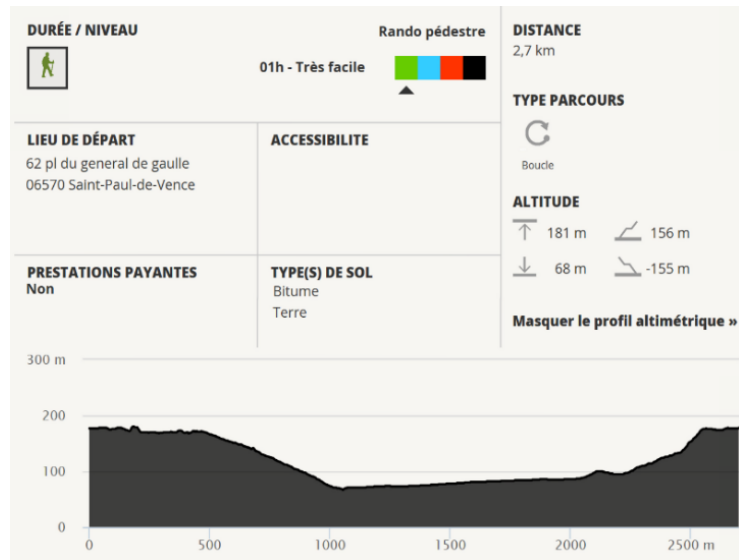 DURÉE / NIVEAU
Rando pédestre
01h - Très facile
DISTANCE
2,7 km
TYPE PARCOURS
Boucle
LIEU DE DÉPART
62 pl du general de gaulle
06570 Saint-Paul-de-Vence
ACCESSIBILITE
ALTITUDE
181 m
156 m
68 m
-155 m
PRESTATIONS PAYANTES
Non
TYPE(S) DE SOL
Bitume
Terre
Masquer le profil altimétrique »
300 m
200
100
0
0 500 1000 1500 2000 2500 m